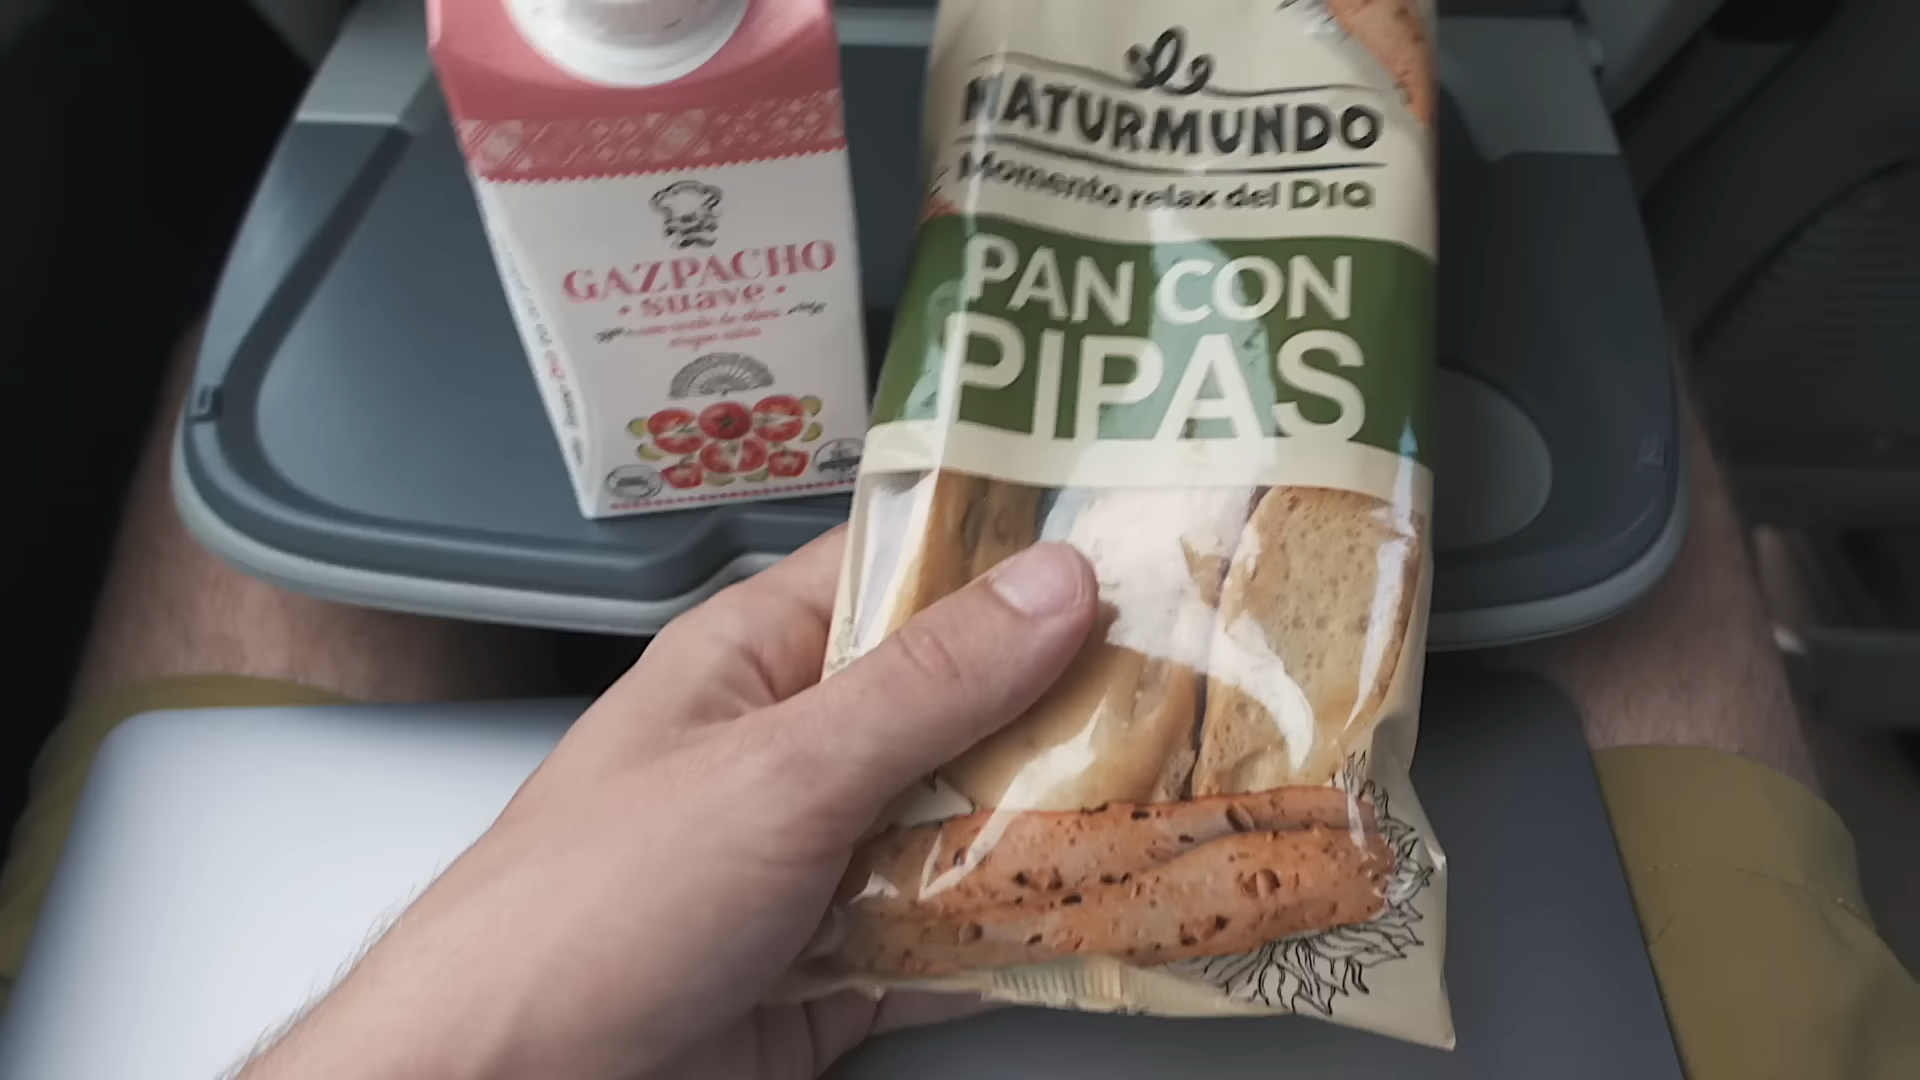 GAZPACHO
• suave •
NATURMUNDO
Momento relax del Dia
PAN CON
PIPAS